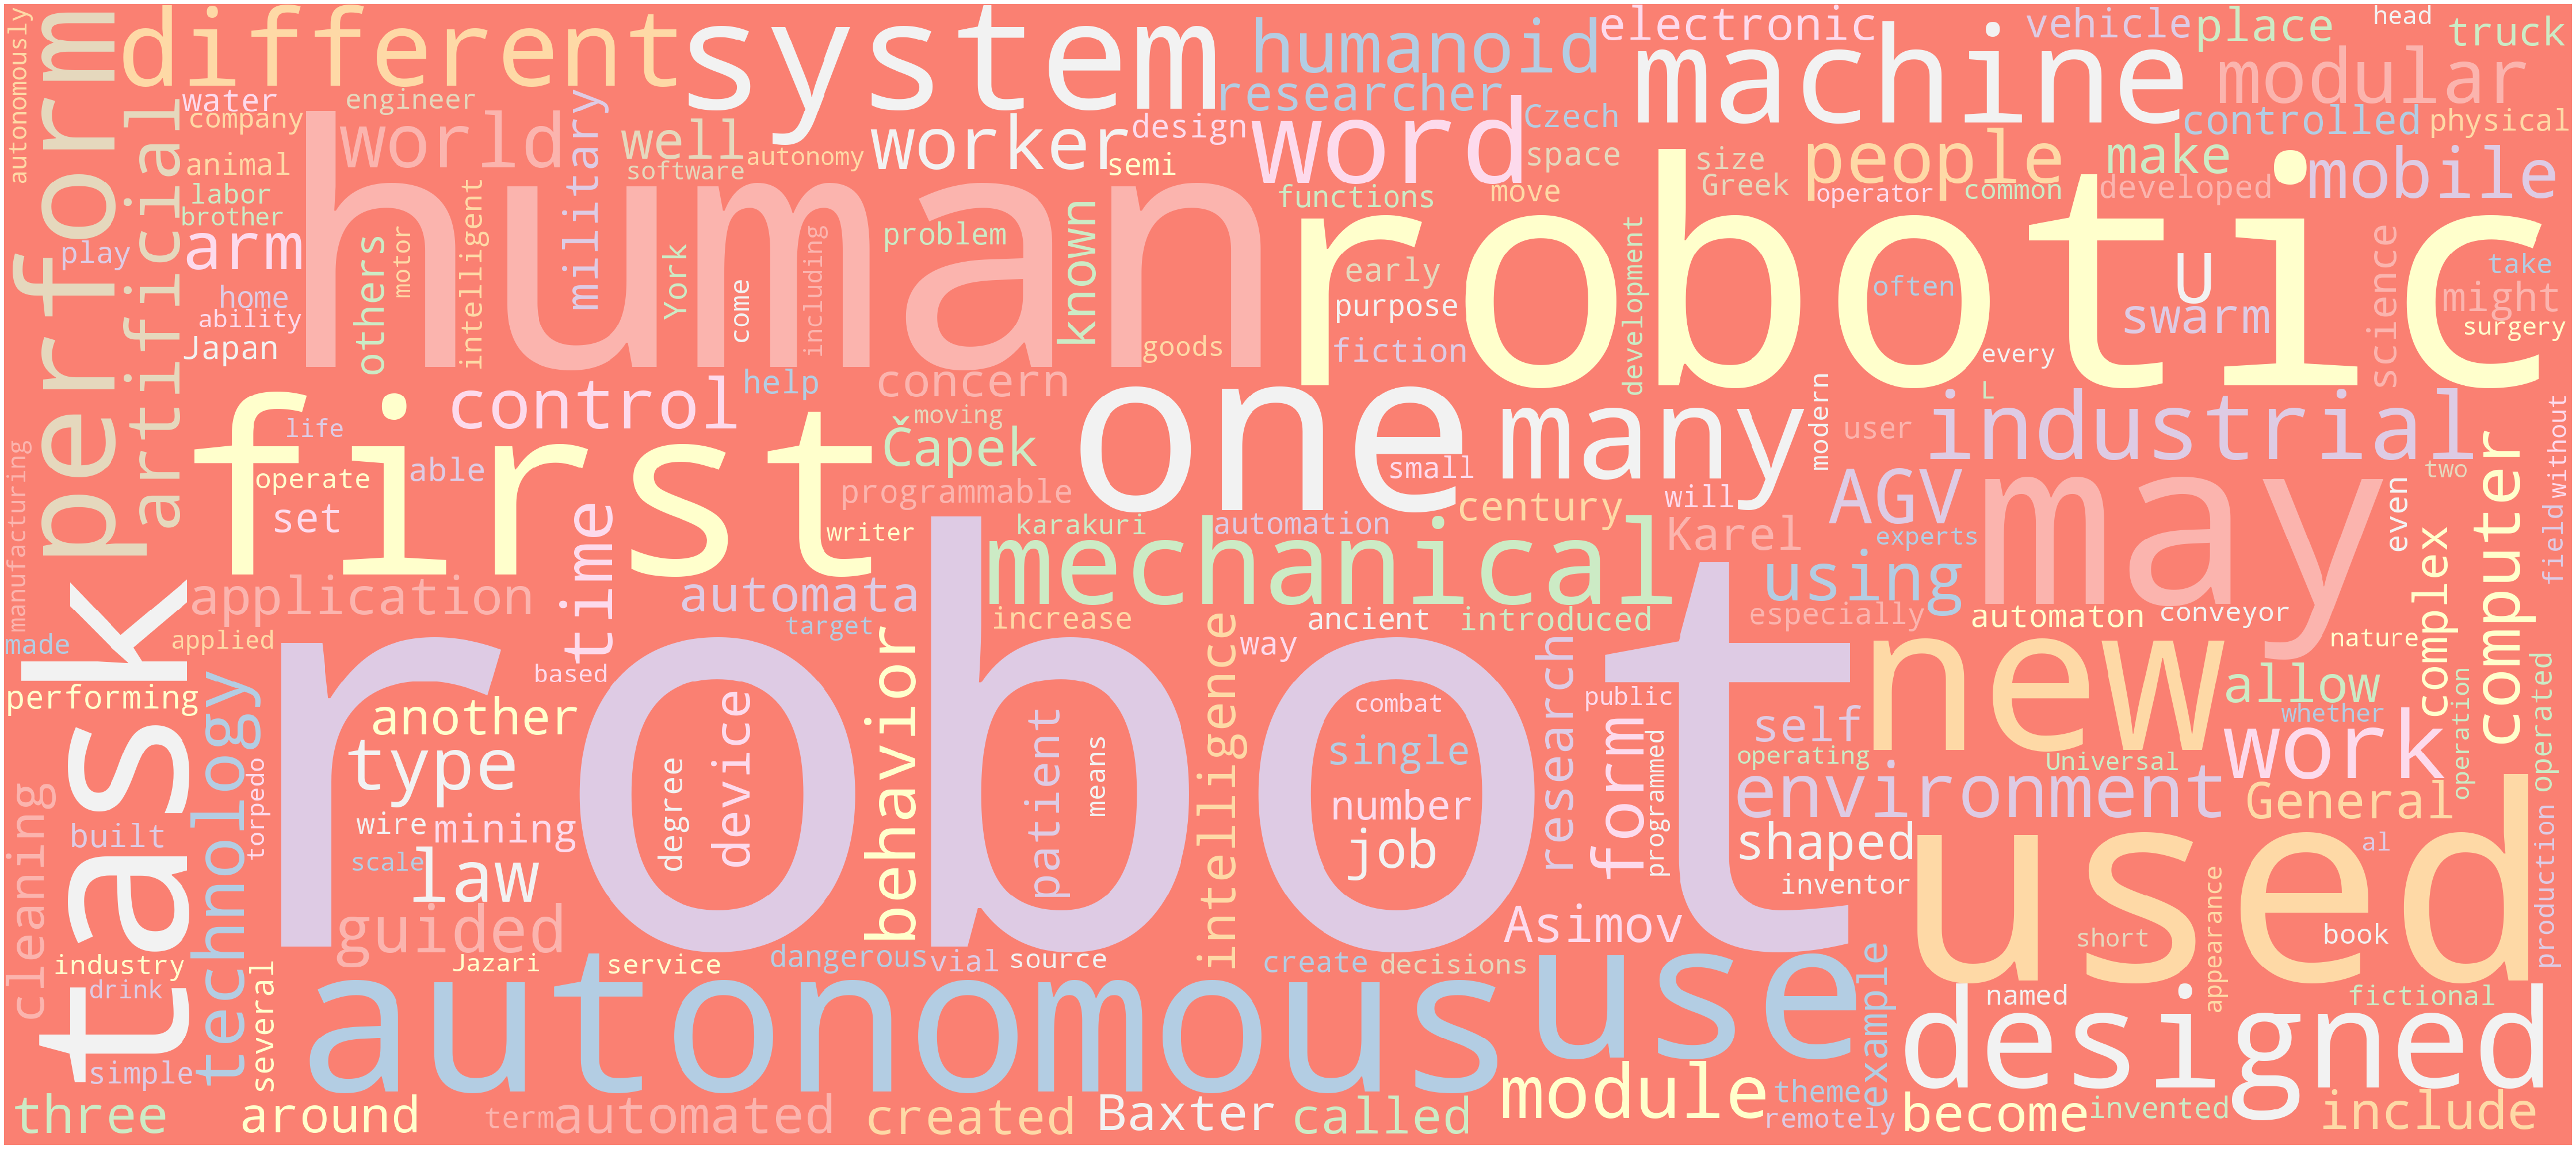 autonomously
perform
different
system
humanoid
electronic
machine
vehicle
place
head
truck
water
engineer
researcher
modular
company
artificial
world
military
well
worker
design
word
Czech
controlled
physical
animal
software
autonomy
semi
space
size
people
make
mobile
labor
brother
human
functions
move
Greek
operator
common
developed
robotic
arm
play
others
motor
intelligent
York
including
problem
known
early
development
often
U
science
take
might
home
ability
come
purpose
swarm
surgery
Japan
goods
fiction
every
first
control
help
concern
one
many
modern
L
industrial
without
life
moving
Čapek
user
operate
able
small
two
computer
manufacturing
set
time
programmable
century
will
AGV
may
even
writer
karakuri
automation
Karel
experts
complex
field
task
application
automata
mechanical
using
made
applied
target
increase
ancient
introduced
especially
automaton
conveyor
robot
based
behavior
intelligence
way
research
new
nature
performing
technology
another
device
patient
combat
public
form
self
allow
operated
type
degree
means
single
operating
Universal
whether
work
operation
cleaning
built
torpedo
wire
mining
number
programmed
environment
General
scale
law
job
shaped
used
al
production
inventor
guided
Asimov
appearance
short
book
industry
several
Jazari
service
dangerous
vial
source
create
decisions
use
example
drink
autonomous
designed
named
fictional
simple
three
around
term
automated
created
Baxter
called
module
theme
remotely
become
invented
include